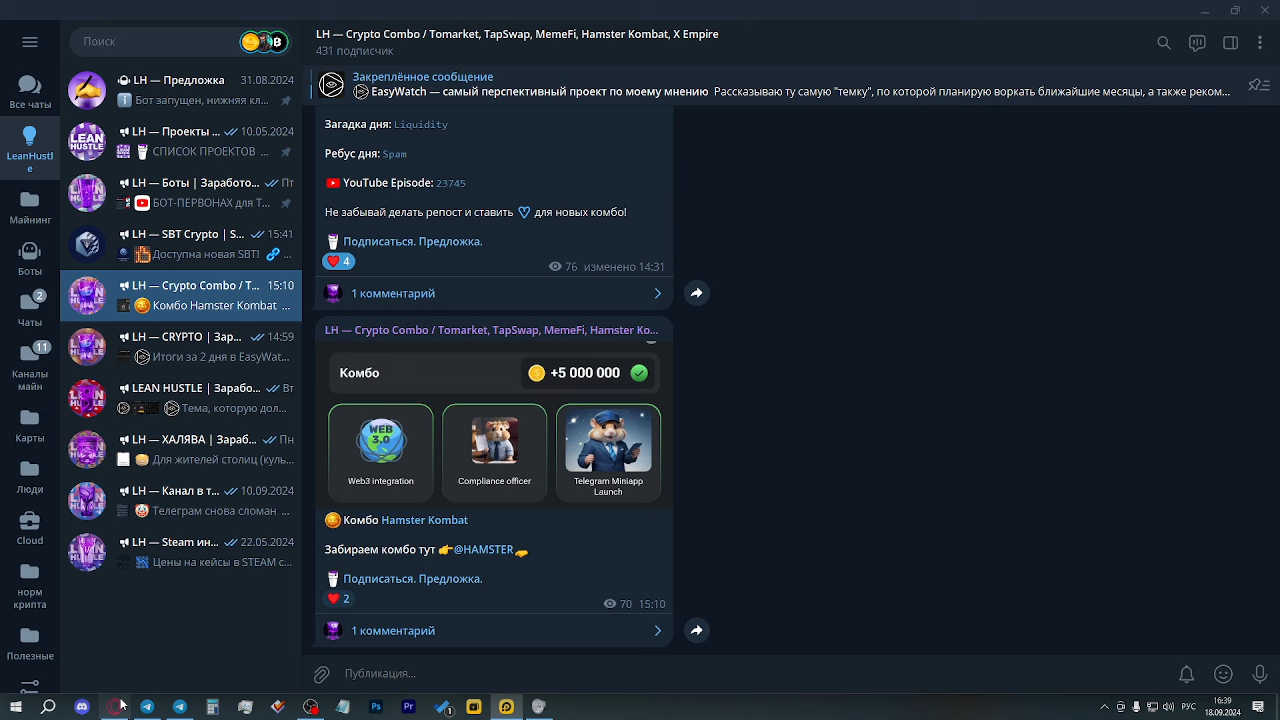 Поиск
Все чаты
LeanHustl
e
Майнинг
Боты
2
Чаты
11
Каналы
майн
Карты
Люди
Cloud
норм
крипта
Полезные
LH — Предложка 31.08.2024
Бот запущен, нижняя кл...
LH — Проекты ... 10.05.2024
СПИСОК ПРОЕКТОВ ...
LH — Боты | Заработо... Пт
БОТ-ПЕРВОНАХ для Т...
LH — SBT Crypto | S... 15:41
Доступна новая SBT! ...
LH — Crypto Combo / T... 15:10
Комбо Hamster Kombat ...
LH — CRYPTO | Зар... 14:59
Итоги за 2 дня в EasyWat...
LEAN HUSTLE | Зарабо... Вт
Тема, которую дол...
LH — ХАЛЯВА | Зараб... Пн
Для жителей столиц (куль...
LH — Канал в т... 10.09.2024
Телеграм снова сломан ...
LH — Steam ин... 22.05.2024
Цены на кейсы в STEAM с...
LH — Crypto Combo / Tomarket, TapSwap, MemeFi, Hamster Kombat, X Empire
431 подписчик
Закреплённое сообщение
EasyWatch — самый перспективный проект по моему мнению Рассказываю ту самую "темку", по которой планирую воркать ближайшие месяцы, а также реком...
Загадка дня: Liquidity
Ребус дня: Spam
YouTube Episode: 23745
Не забывай делать репост и ставить для новых комбо!
Подписаться. Предложка.
4
76 изменено 14:31
1 комментарий
LH — Crypto Combo / Tomarket, TapSwap, MemeFi, Hamster Ko...
Комбо +5 000 000
WEB
3.0
Web3 integration
Compliance officer
Telegram Miniapp
Launch
Комбо Hamster Kombat
Забираем комбо тут @HAMSTER
Подписаться. Предложка.
2
70 15:10
1 комментарий
Публикация...
Ps
Pr
1
РУС
16:39
18.09.2024